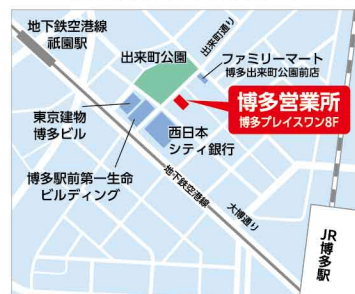 地下鉄空港線
祇園駅
出来町通り
出来町公園
ファミリーマート
博多出来町公園前店
博多営業所
博多プレイスワン8F
東京建物
博多ビル
西日本
シティ銀行
博多駅前第一生命
ビルディング
地下鉄空港線
大博通り
JR
博多駅